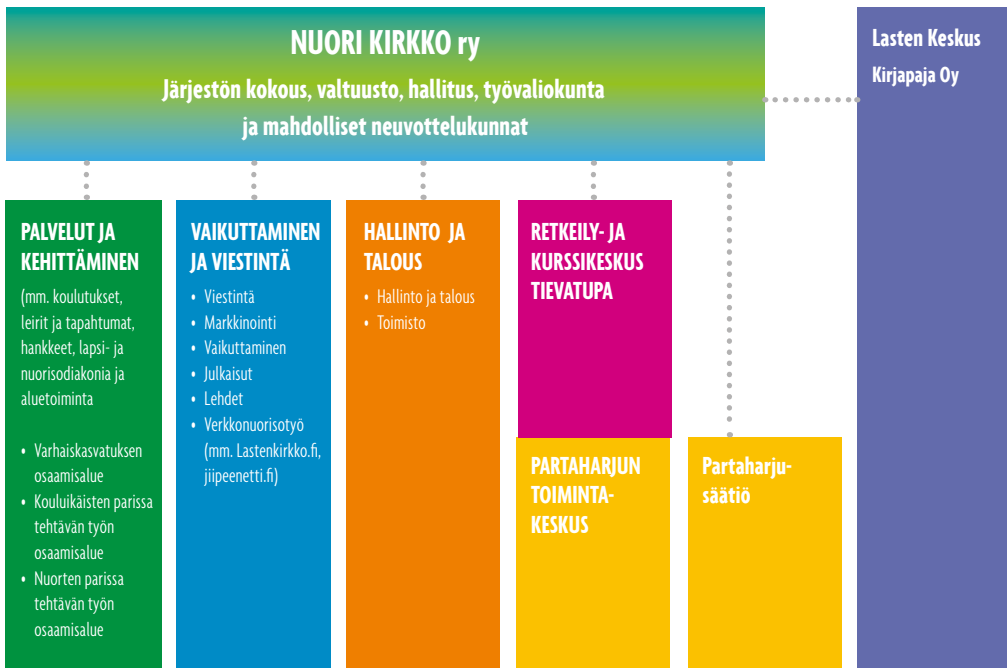 NUORI KIRKKO ry
Järjestön kokous, valtuusto, hallitus, työvaliokunta
ja mahdolliset neuvottelukunnat
Lasten Keskus
Kirjapaja Oy
PALVELUT JA
KEHITTÄMINEN
(mm. koulutukset,
leirit ja tapahtumat,
hankkeet, lapsi- ja
nuorisodiakonia ja
aluetoiminta
• Varhaiskasvatuksen
osaamisalue
• Kouluikäisten parissa
tehtävän työn
osaamisalue
• Nuorten parissa
tehtävän työn
osaamisalue
VAIKUTTAMINEN
JA VIESTINTÄ
• Viestintä
• Markkinointi
• Vaikuttaminen
• Julkaisut
• Lehdet
• Verkkonuorisotyö
(mm. Lastenkirkko.fi,
jiipeenetti.fi)
HALLINTO JA
TALOUS
• Hallinto ja talous
• Toimisto
RETKEILY- JA
KURSSIKESKUS
TIEVATUPA
PARTAHARJUN
TOIMINTA-
KESKUS
Partaharju-
säätiö